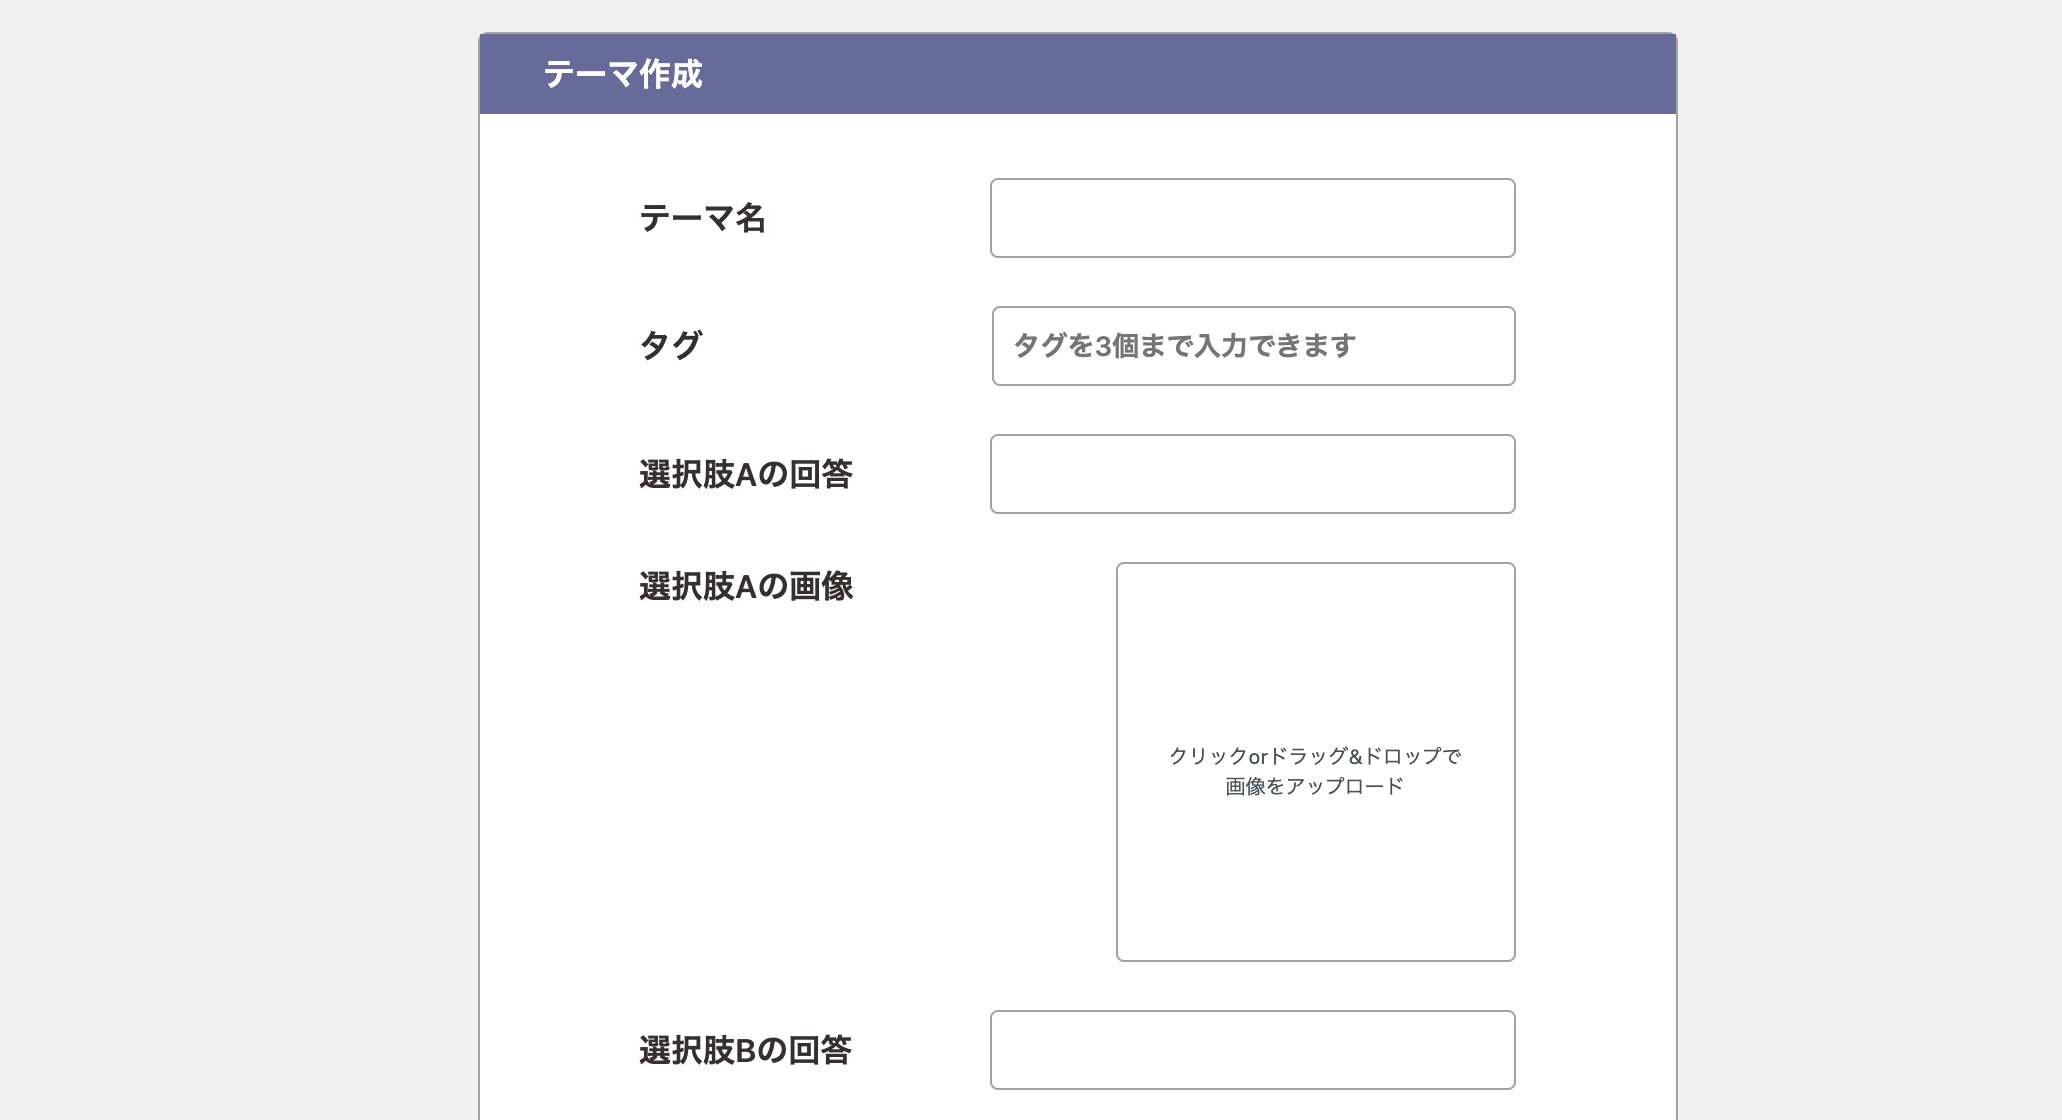 テーマ作成
テーマ名
タグ
タグを3個まで入力できます
選択肢Aの回答
選択肢Aの画像
クリックorドラッグ&ドロップで
画像をアップロード
選択肢Bの回答